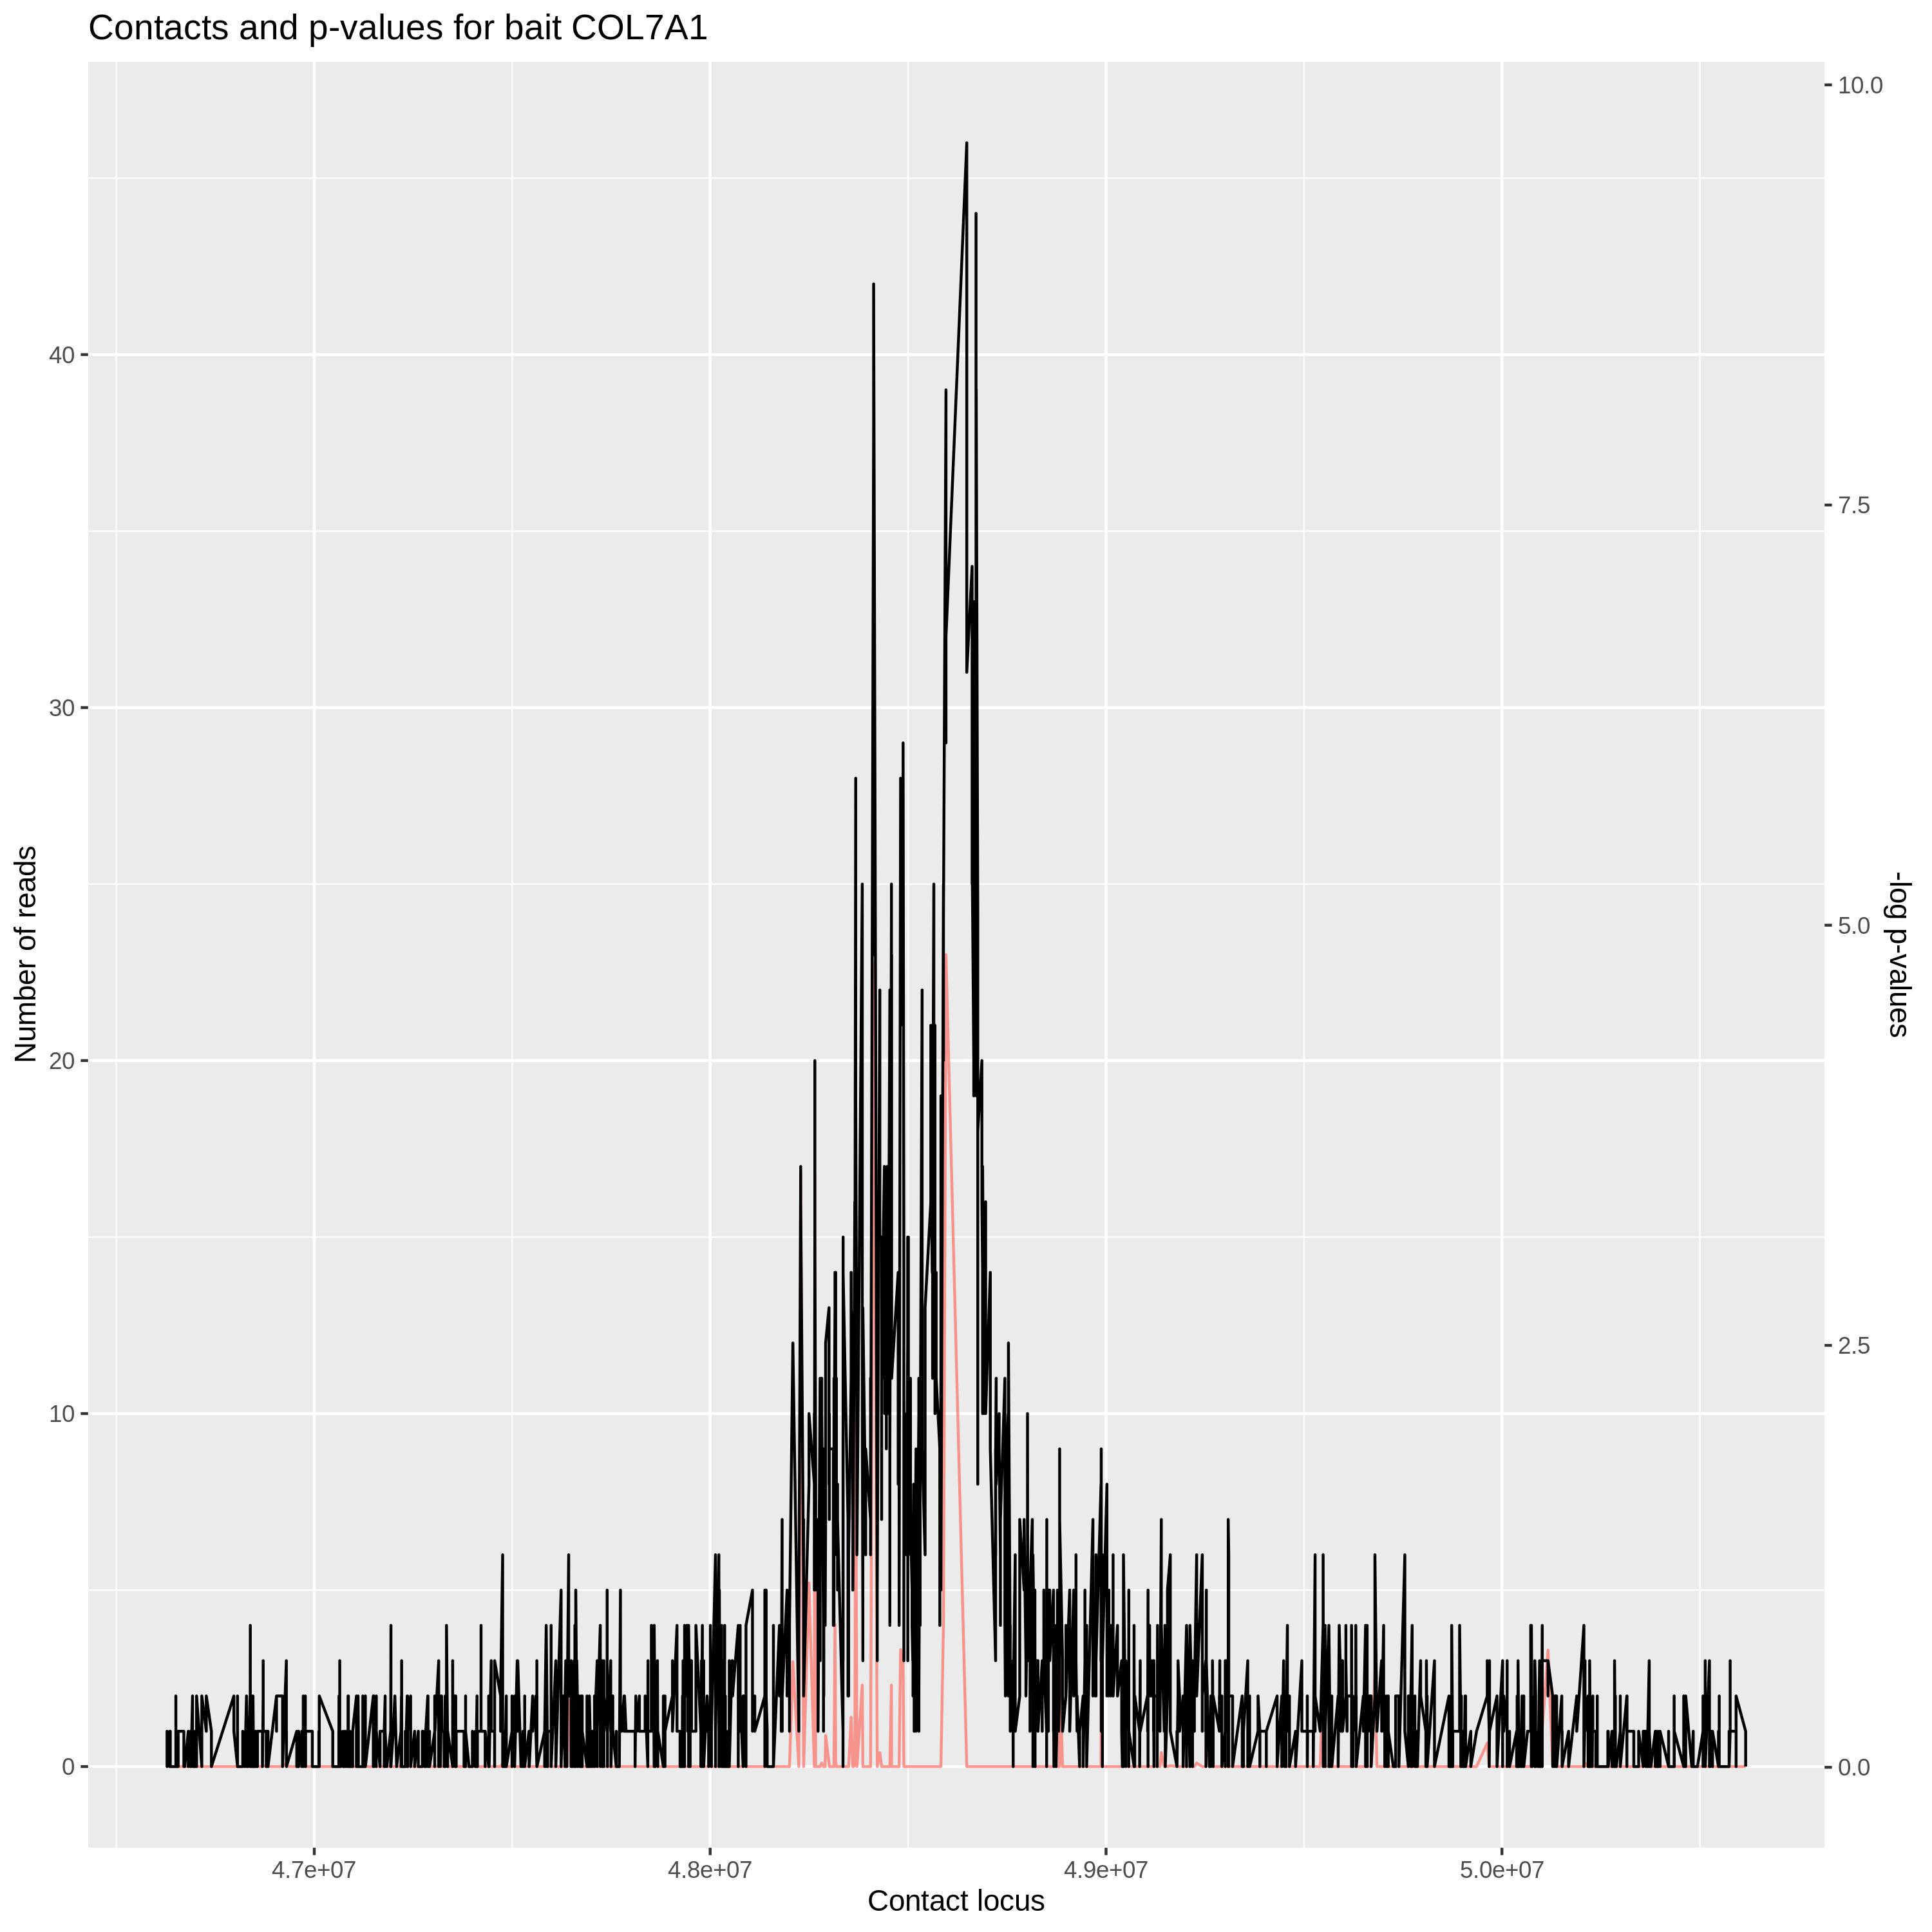 Contacts and p-values for bait COL7A1
10.0
7.5
5.0
2.5
0.0
40
30
20
10
0
Number of reads
-log p-values
4.7e+07 4.8e+07 4.9e+07 5.0e+07
Contact locus